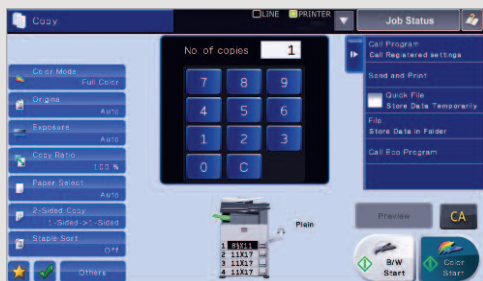 Copy
LINE
PRINTER
Job Status
No of copies
1
7 8 9
4 5 6
1 2 3
0 C
Color Mode
Full Color
Origina
Auto
Exposure
Auto
Copy Ratio
100 %
Paper Select
Auto
2-Sided Copy
1-Sided->1-Sided
Staple Sort
Off
Others
Call Program
Call Registered settings
Send and Print
Quick File
Store Data Temporarily
File
Store Data in Folder
Call Eco Program
Plain
1 8½X11
2 11X17
3 11X17
4 11X17
Preview
CA
B/W
Start
Color
Start